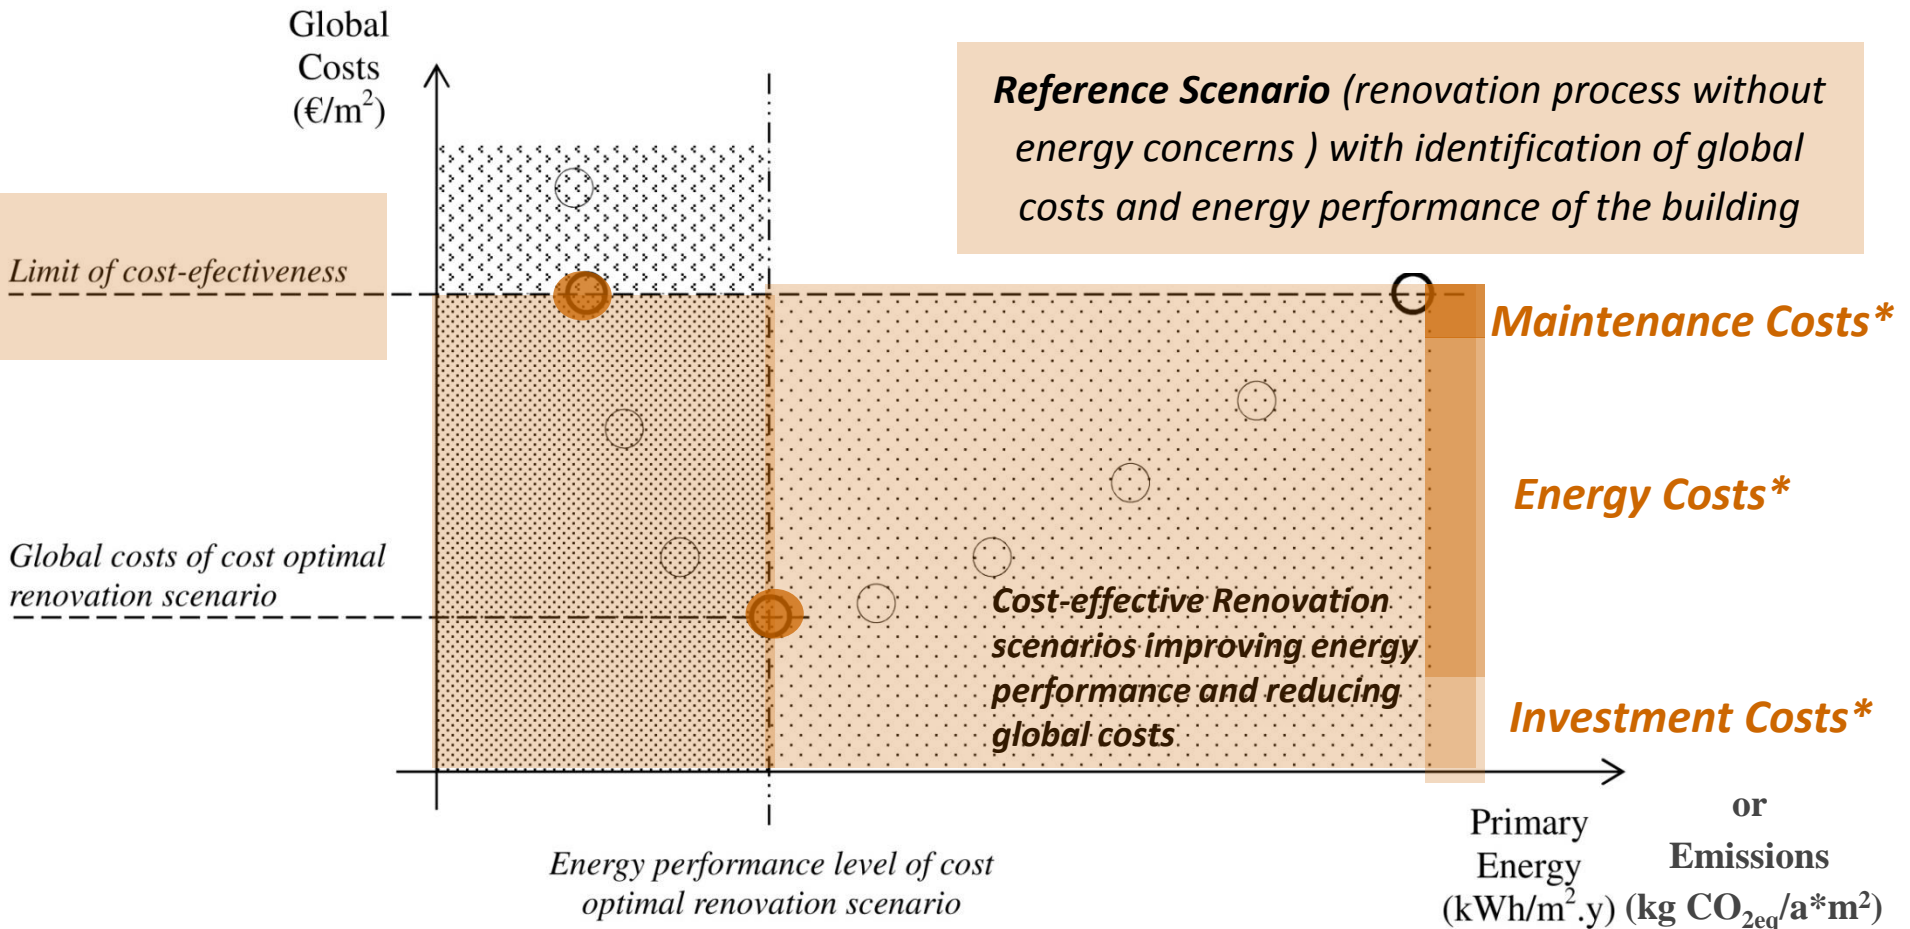 Global
Costs
(€/m²)
Reference Scenario (renovation process without
energy concerns ) with identification of global
costs and energy performance of the building
Limit of cost-efectiveness
Maintenance Costs*
Energy Costs*
Global costs of cost optimal
renovation scenario
Cost-effective Renovation
scenarios improving energy
performance and reducing
global costs
Investment Costs*
Energy performance level of cost
optimal renovation scenario
Primary
Energy
(kWh/m².y)
or
Emissions
(kg CO₂eq/a*m²)